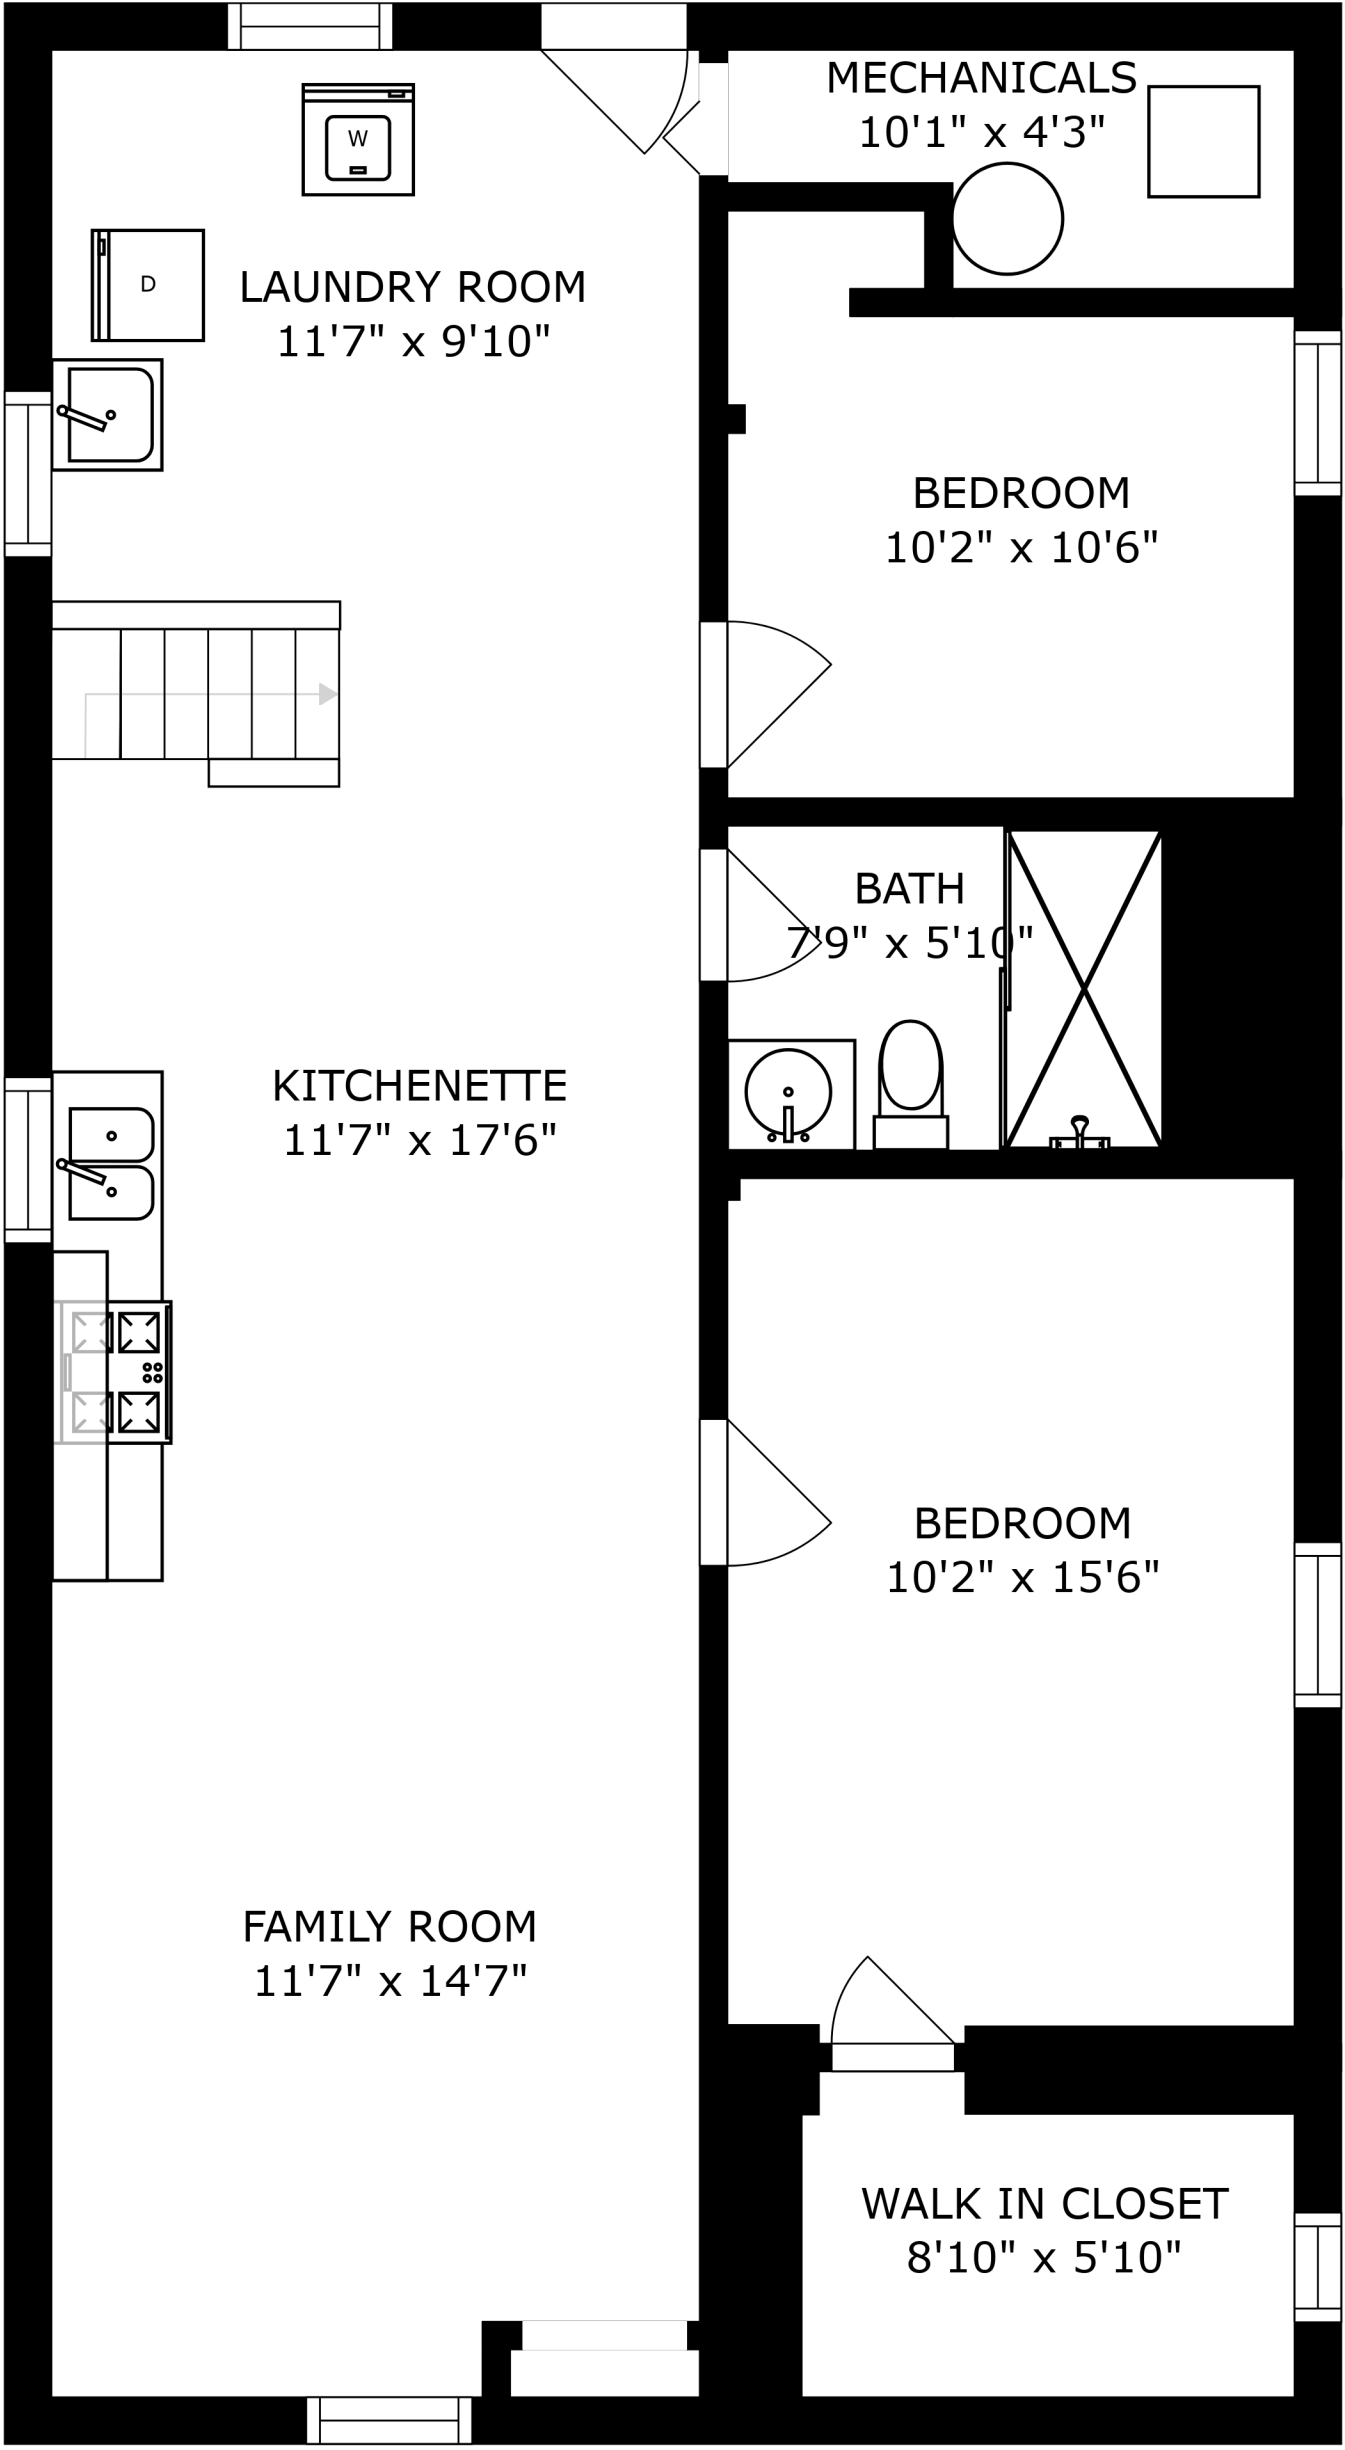 MECHANICALS
10'1" x 4'3"
W
D
LAUNDRY ROOM
11'7" x 9'10"
BEDROOM
10'2" x 10'6"
BATH
7'9" x 5'10"
KITCHENETTE
11'7" x 17'6"
BEDROOM
10'2" x 15'6"
FAMILY ROOM
11'7" x 14'7"
WALK IN CLOSET
8'10" x 5'10"